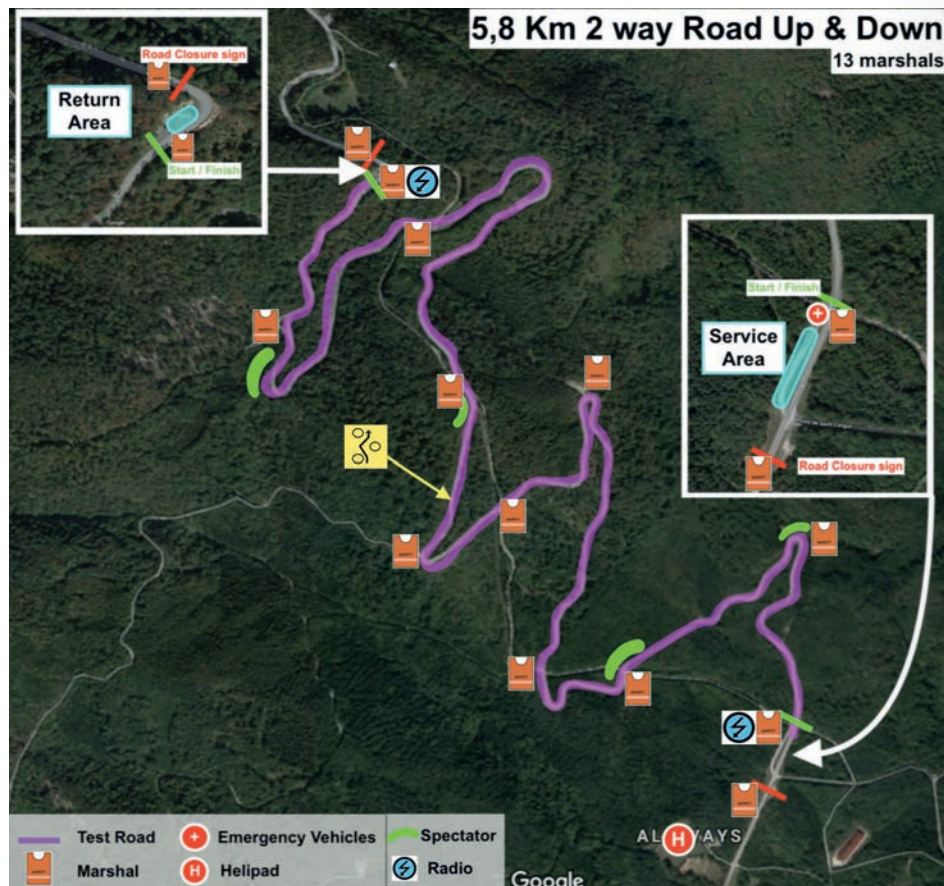 5,8 Km 2 way Road Up & Down
13 marshals
Road Closure sign
Return
Area
Start / Finish
Start / Finish
Service
Area
Road Closure sign
H
Test Road
Emergency Vehicles
Spectator
Marshal
H
Helipad
Radio
Google